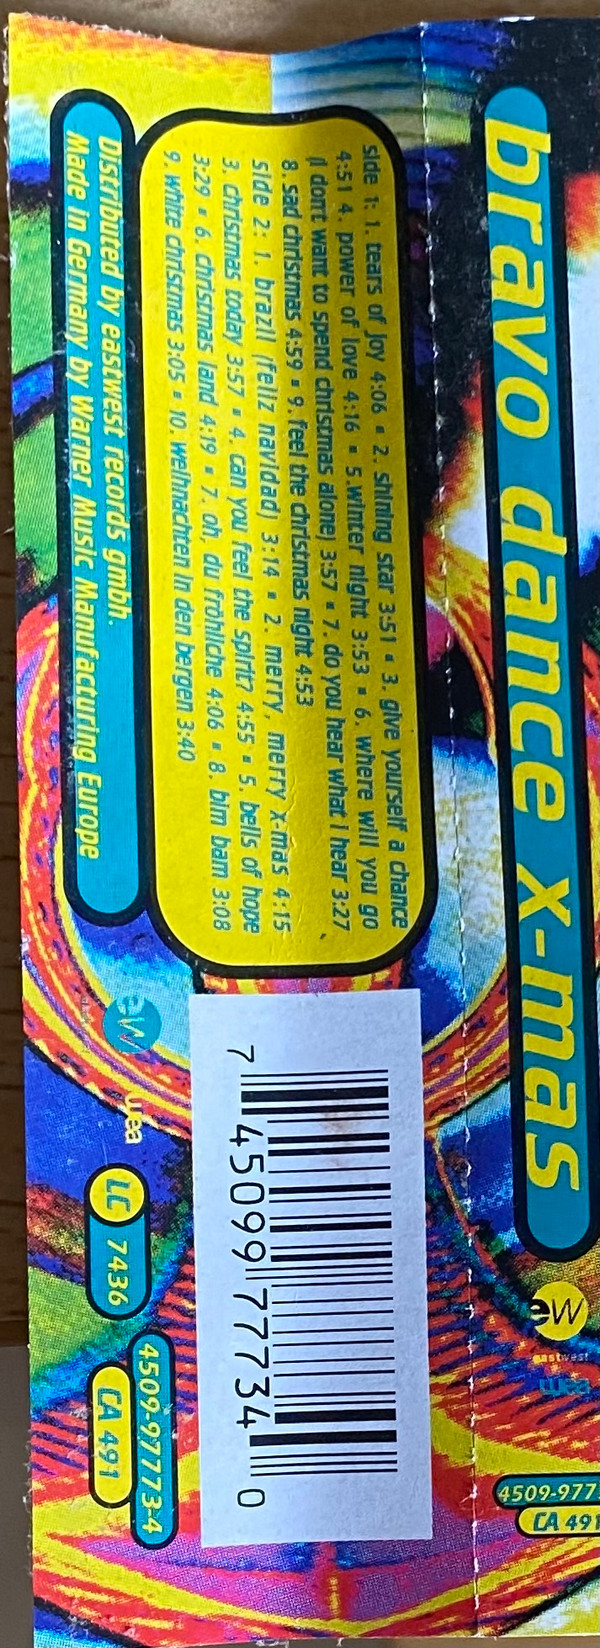 bravo dance x-mas
ew
eastwest
wea
4509-977
CA 491
side 1: 1. tears of joy 4:06 ▪ 2. shining star 3:51 ▪ 3. give yourself a chance
4:51 4. power of love 4:16 ▪ 5.winter night 3:53 ▪ 6. where will you go
(i dont want to spend christmas alone) 3:57 ▪ 7. do you hear what I hear 3:27
8. sad christmas 4:59 ▪ 9. feel the christmas night 4:53
side 2: 1. brazil (feliz navidad) 3:14 ▪ 2. merry, merry x-mas 4:15
3. christmas today 3:57 ▪ 4. can you feel the spirit? 4:55 ▪ 5. bells of hope
3:29 ▪ 6. christmas land 4:19 ▪ 7. oh, du fröhliche 4:06 ▪ 8. bim bam 3:08
9. white christmas 3:05 ▪ 10. weihnachten in den bergen 3:40
Distributed by eastwest records gmbh.
Made in Germany by Warner Music Manufacturing Europe
7 45099 77734 0
ew
wea
LC 7436
4509-97773-4
CA 491